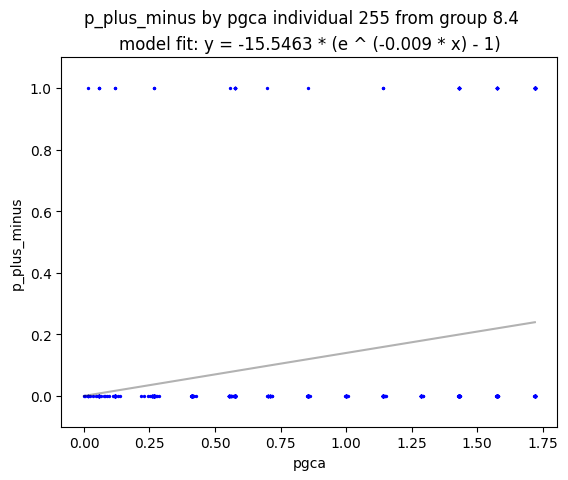 p_plus_minus by pgca individual 255 from group 8.4
model fit: y = -15.5463 * (e ^ (-0.009 * x) - 1)
1.0
0.8
0.6
0.4
0.2
0.0
p_plus_minus
0.00 0.25 0.50 0.75 1.00 1.25 1.50 1.75
pgca